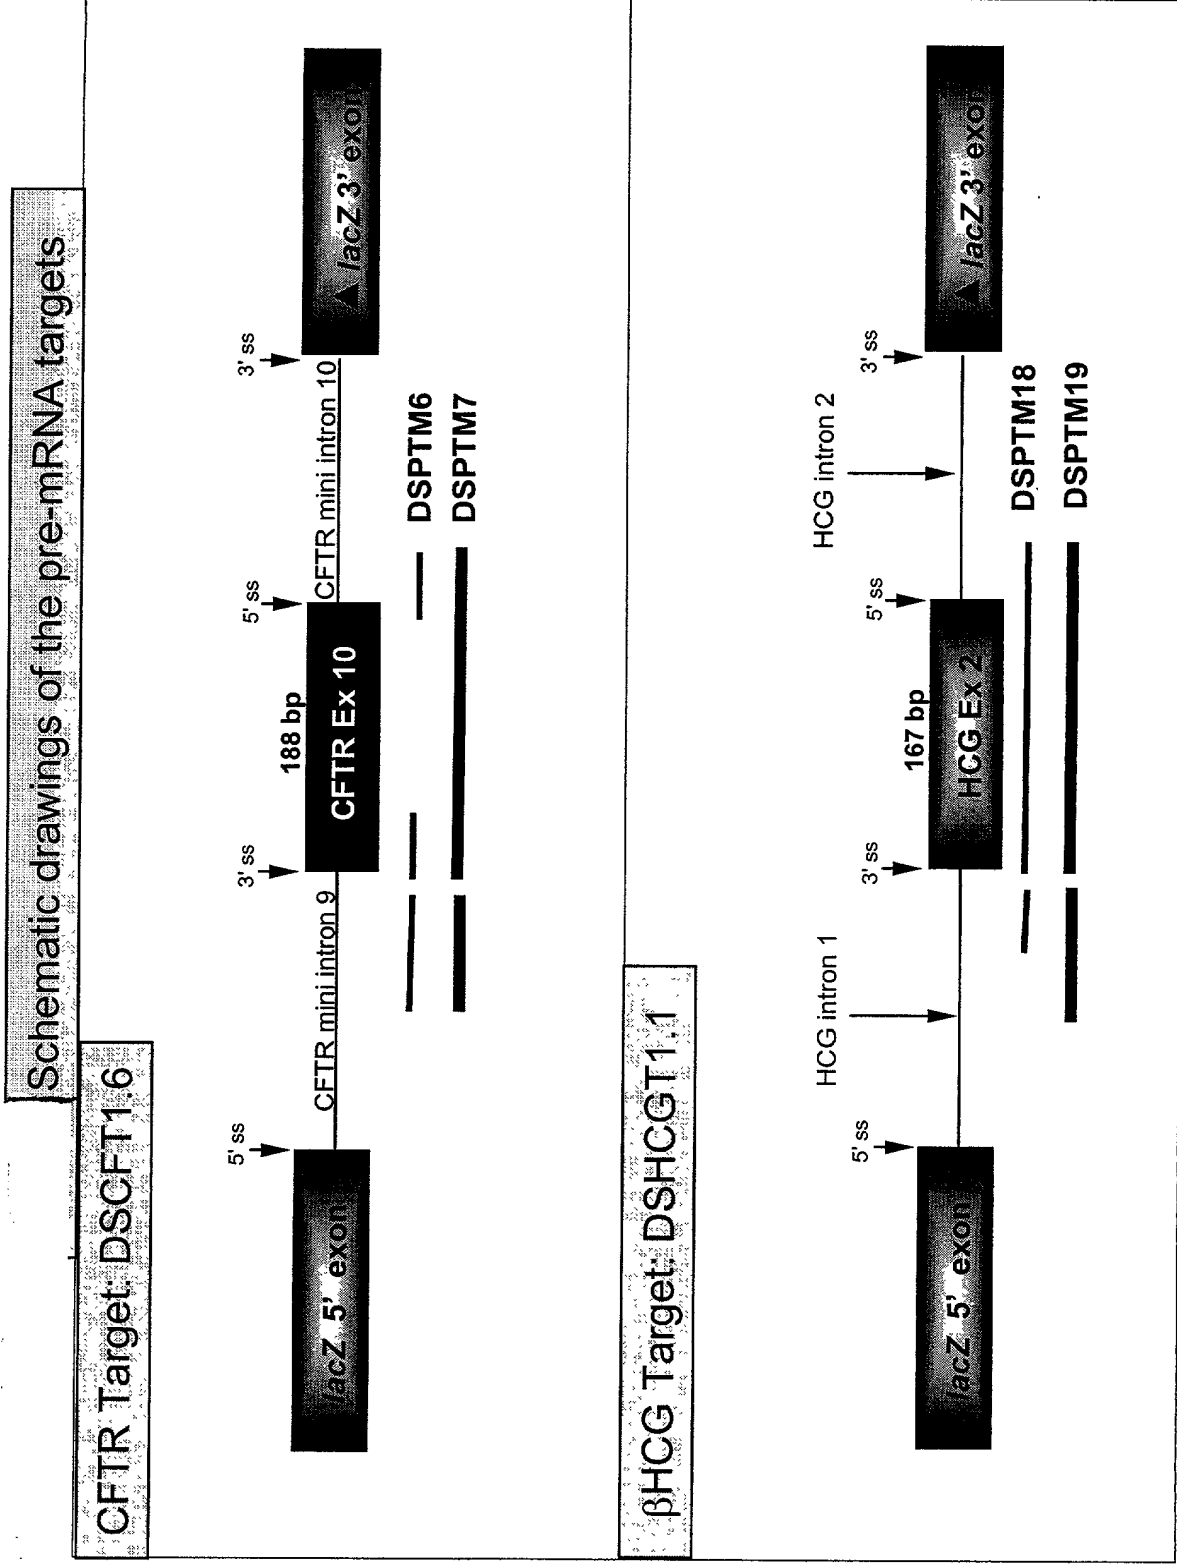 Schematic drawings of the pre-mRNA targets
CFTR Target: DSCFT1.6
188 bp
5' ss
3' ss
5' ss
3' ss
lacZ 5' exon
CFTR mini intron 9
CFTR Ex 10
CFTR mini intron 10
▲ lacZ 3' exon
DSPTM6
DSPTM7
βHCG Target: DSHCGT1.1
HCG intron 1
HCG intron 2
167 bp
5' ss
3' ss
5' ss
3' ss
lacZ 5' exon
HCG Ex 2
▲ lacZ 3' exon
DSPTM18
DSPTM19